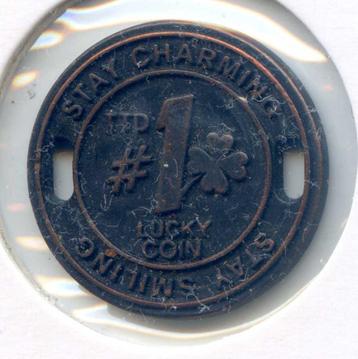 STAY CHARMING
#1
LUCKY
COIN
STAY SMILING